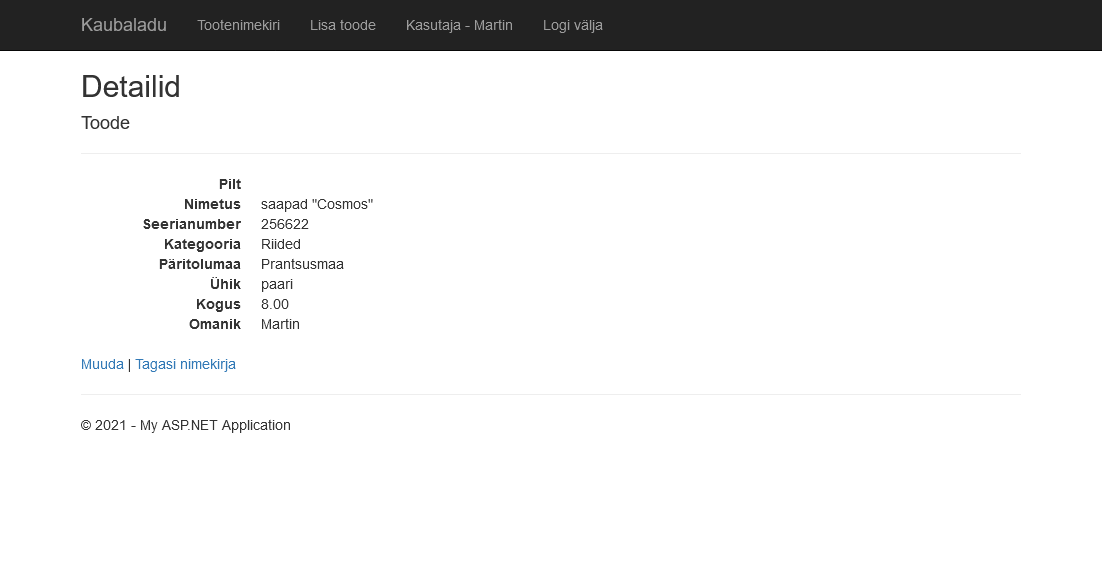 Kaubaladu Tootenimekiri Lisa toode Kasutaja - Martin Logi välja
Detailid
Toode
Pilt
Nimetus saapad "Cosmos"
Seerianumber 256622
Kategooria Riided
Päritolumaa Prantsusmaa
Ühik paari
Kogus 8.00
Omanik Martin
Muuda | Tagasi nimekirja
© 2021 - My ASP.NET Application